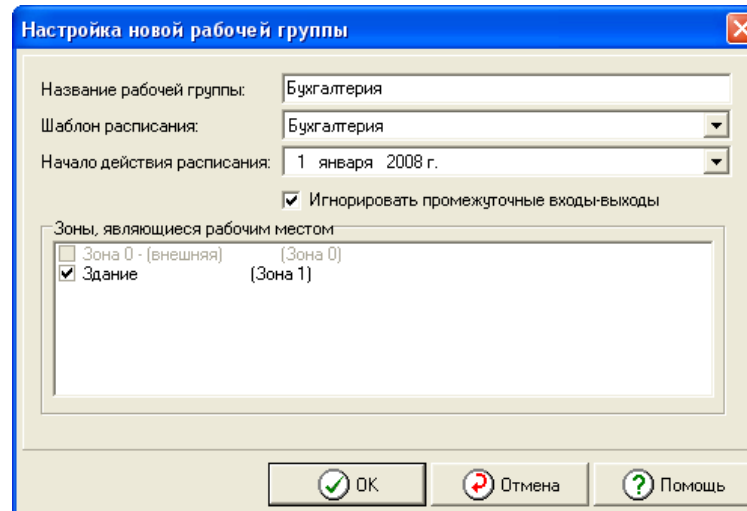 Настройка новой рабочей группы
Название рабочей группы: Бухгалтерия
Шаблон расписания: Бухгалтерия
Начало действия расписания: 1 января 2008 г.
Игнорировать промежуточные входы-выходы
Зоны, являющиеся рабочим местом
Зона 0 - (внешняя) (Зона 0)
Здание (Зона 1)
OK Отмена Помощь